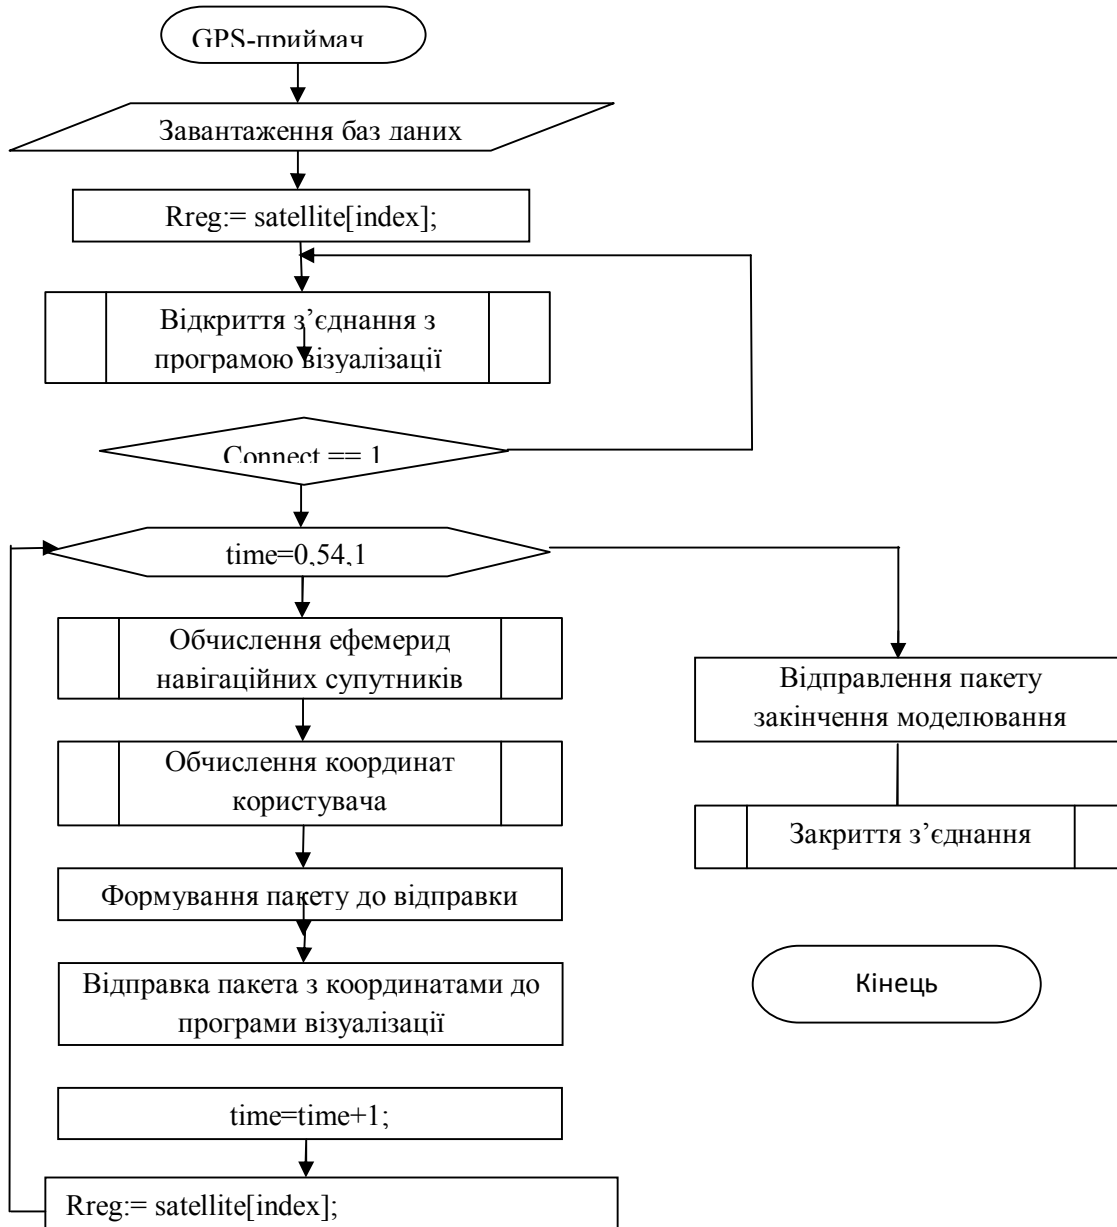 GPS-приймач
Завантаження баз даних
Rreg:= satellite[index];
Відкриття з’єднання з
програмою візуалізації
Connect == 1
time=0,54,1
Обчислення ефемерид
навігаційних супутників
Обчислення координат
користувача
Формування пакету до відправки
Відправка пакета з координатами до
програми візуалізації
time=time+1;
Rreg:= satellite[index];
Відправлення пакету
закінчення моделювання
Закриття з’єднання
Кінець